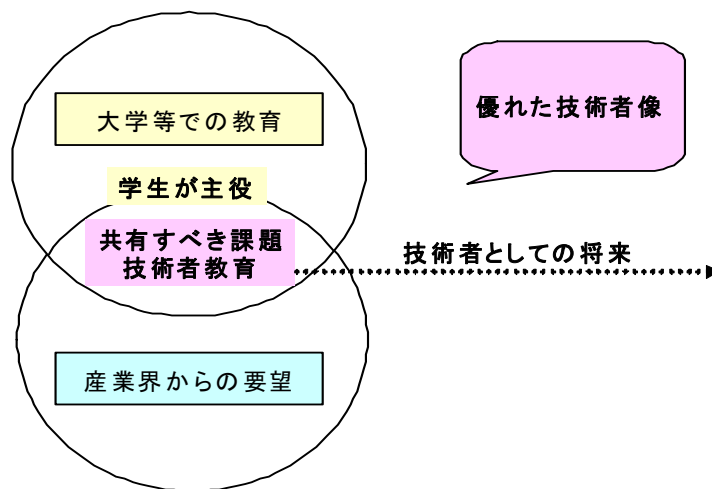 大学等での教育
優れた技術者像
学生が主役
共有すべき課題
技術者教育
技術者としての将来
産業界からの要望